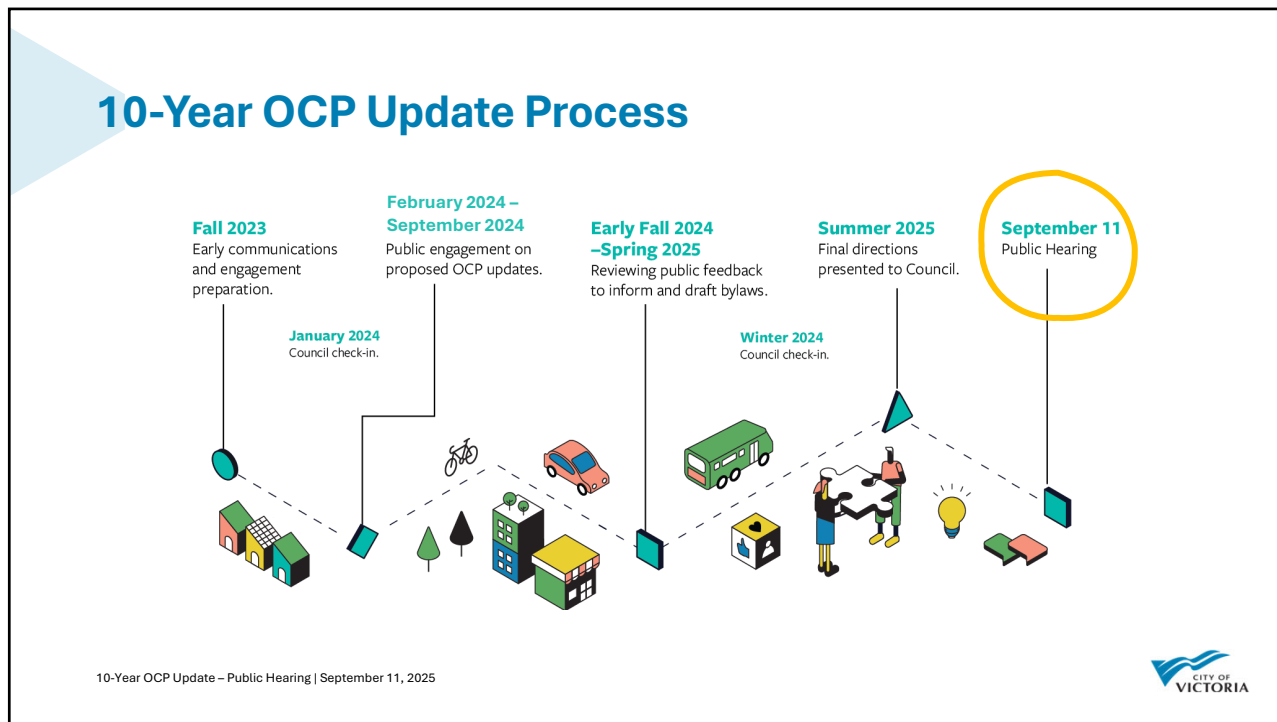 10-Year OCP Update Process
Fall 2023
Early communications
and engagement
preparation.
January 2024
Council check-in.
February 2024 –
September 2024
Public engagement on
proposed OCP updates.
Early Fall 2024
–Spring 2025
Reviewing public feedback
to inform and draft bylaws.
Winter 2024
Council check-in.
Summer 2025
Final directions
presented to Council.
September 11
Public Hearing
10-Year OCP Update – Public Hearing | September 11, 2025
CITY OF
VICTORIA